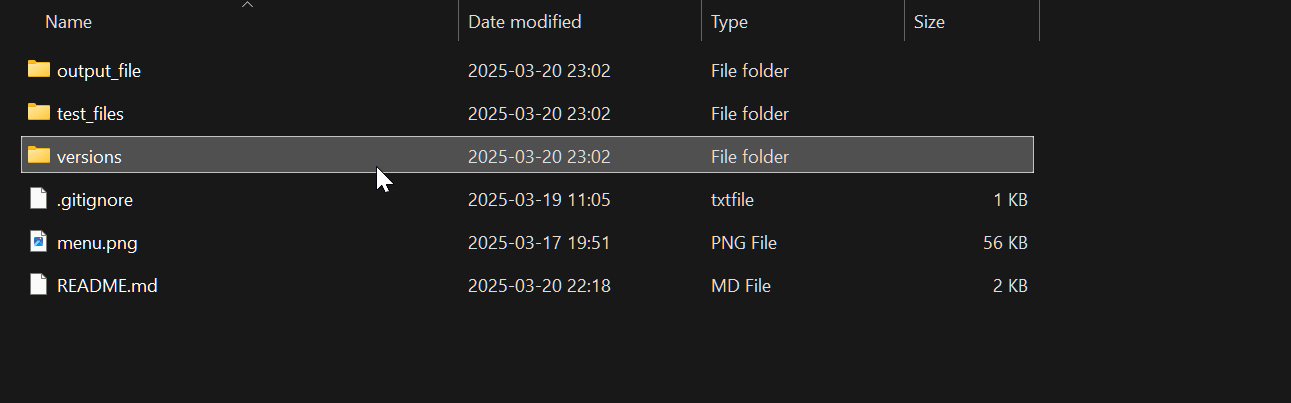 Name Date modified Type Size
output_file 2025-03-20 23:02 File folder
test_files 2025-03-20 23:02 File folder
versions 2025-03-20 23:02 File folder
.gitignore 2025-03-19 11:05 txtfile 1 KB
menu.png 2025-03-17 19:51 PNG File 56 KB
README.md 2025-03-20 22:18 MD File 2 KB